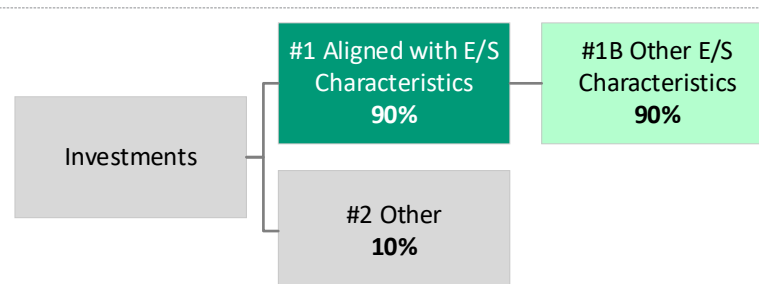 Investments
#1 Aligned with E/S
Characteristics
90%
#1B Other E/S
Characteristics
90%
#2 Other
10%